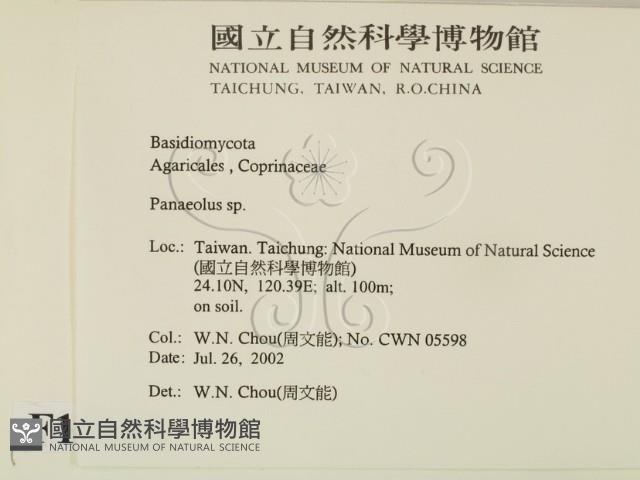 國立自然科學博物館
NATIONAL MUSEUM OF NATURAL SCIENCE
TAICHUNG, TAIWAN, R.O.CHINA
Basidiomycota
Agaricales , Coprinaceae
Panaeolus sp.
Loc.: Taiwan. Taichung: National Museum of Natural Science
(國立自然科學博物館)
24.10N, 120.39E; alt. 100m;
on soil.
Col.: W.N. Chou(周文能); No. CWN 05598
Date: Jul. 26, 2002
Det.: W.N. Chou(周文能)
F1
國立自然科學博物館
NATIONAL MUSEUM OF NATURAL SCIENCE